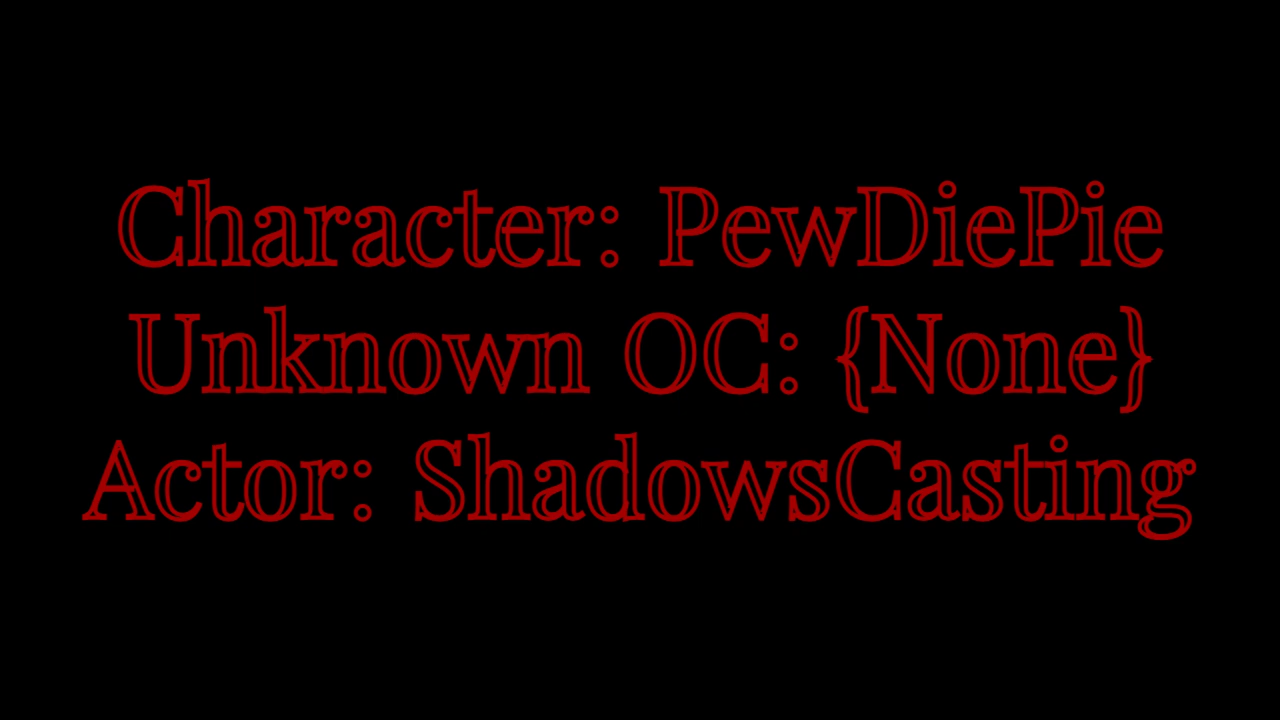 Character: PewDiePie
Unknown OC: {None}
Actor: ShadowsCasting